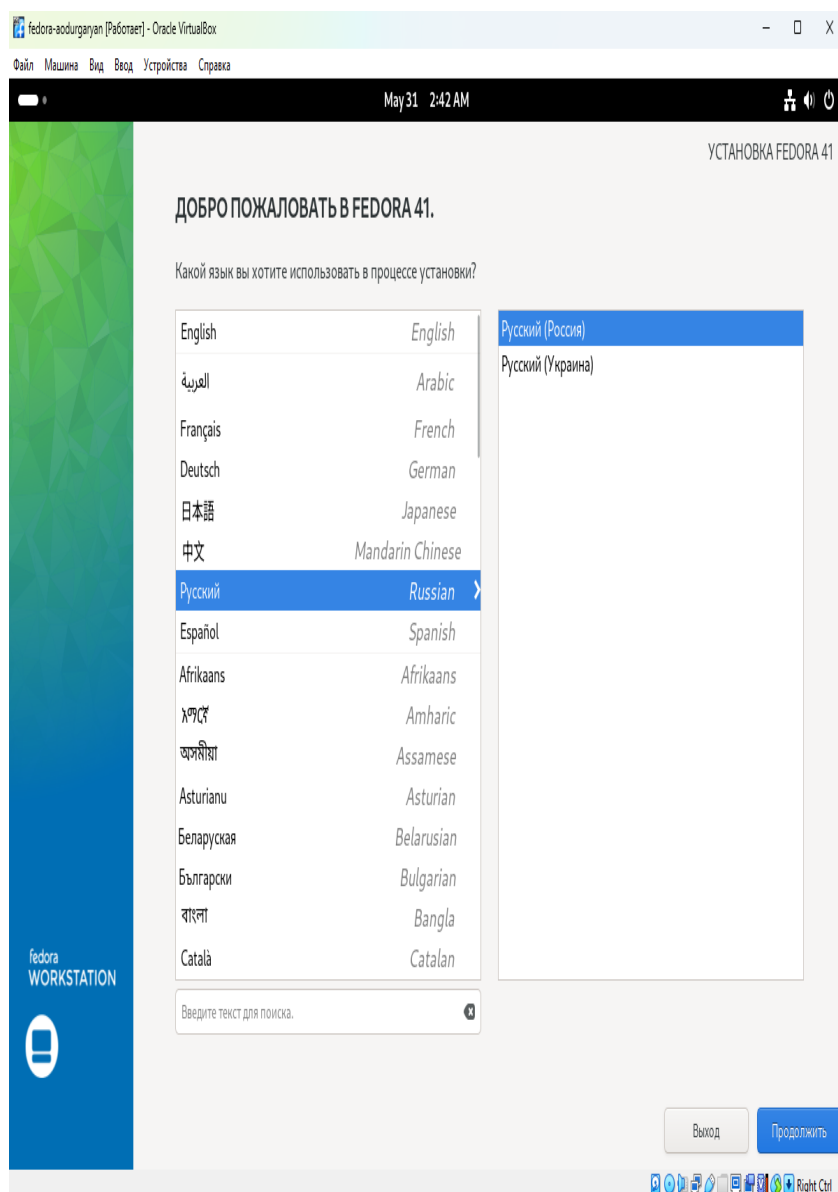 fedora-aodurgaryan [Работает] - Oracle VirtualBox
Файл Машина Вид Ввод Устройства Справка
May 31 2:42 AM
УСТАНОВКА FEDORA 41
ДОБРО ПОЖАЛОВАТЬ В FEDORA 41.
Какой язык вы хотите использовать в процессе установки?
English English
العربية Arabic
Français French
Deutsch German
日本語 Japanese
中文 Mandarin Chinese
Русский Russian
Español Spanish
Afrikaans Afrikaans
አማርኛ Amharic
অসমীয়া Assamese
Asturianu Asturian
Беларуская Belarusian
Български Bulgarian
বাংলা Bangla
Català Catalan
Русский (Россия)
Русский (Украина)
Введите текст для поиска.
fedora
WORKSTATION
Выход Продолжить
Right Ctrl